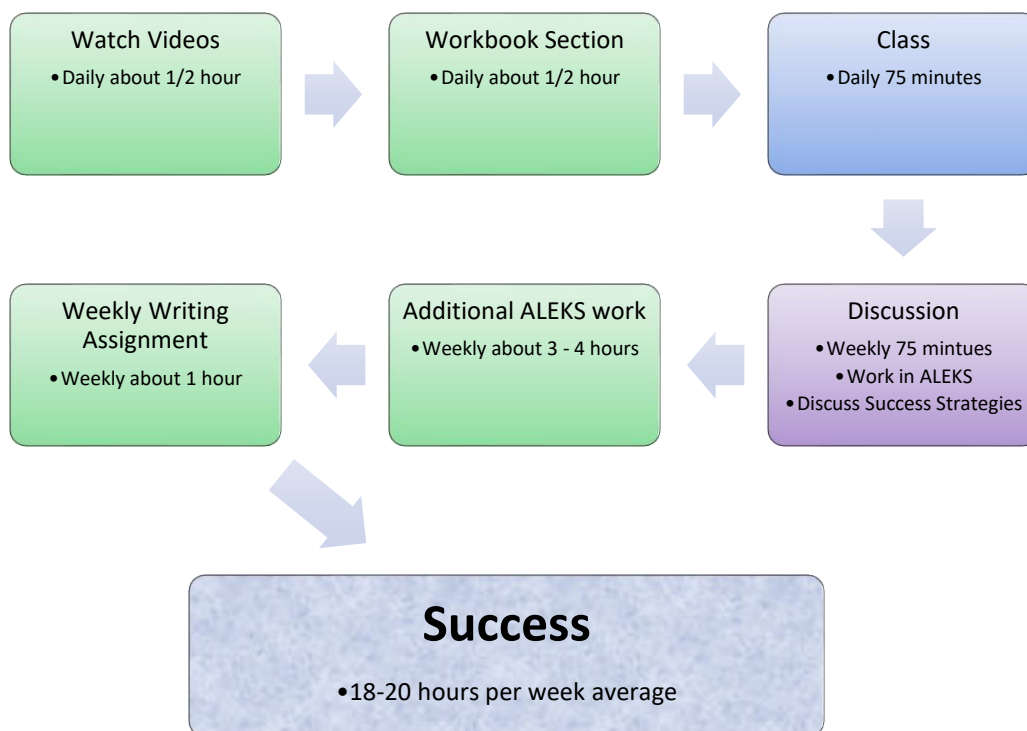 Watch Videos
•Daily about 1/2 hour
Workbook Section
•Daily about 1/2 hour
Class
•Daily 75 minutes
Discussion
•Weekly 75 mintues
•Work in ALEKS
•Discuss Success Strategies
Additional ALEKS work
•Weekly about 3 - 4 hours
Weekly Writing
Assignment
•Weekly about 1 hour
Success
•18-20 hours per week average